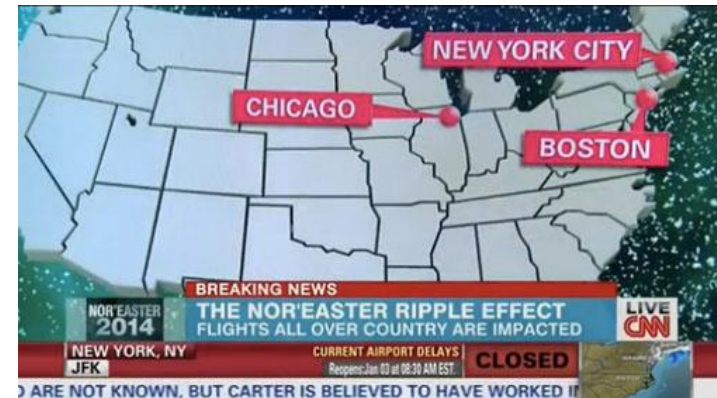 NEW YORK CITY
CHICAGO
BOSTON
BREAKING NEWS
NOR'EASTER
2014
THE NOR'EASTER RIPPLE EFFECT
FLIGHTS ALL OVER COUNTRY ARE IMPACTED
LIVE
CNN
NEW YORK, NY
JFK
CURRENT AIRPORT DELAYS
Reopens:Jan 03 at 08:30 AM EST.
CLOSED
ARE NOT KNOWN, BUT CARTER IS BELIEVED TO HAVE WORKED